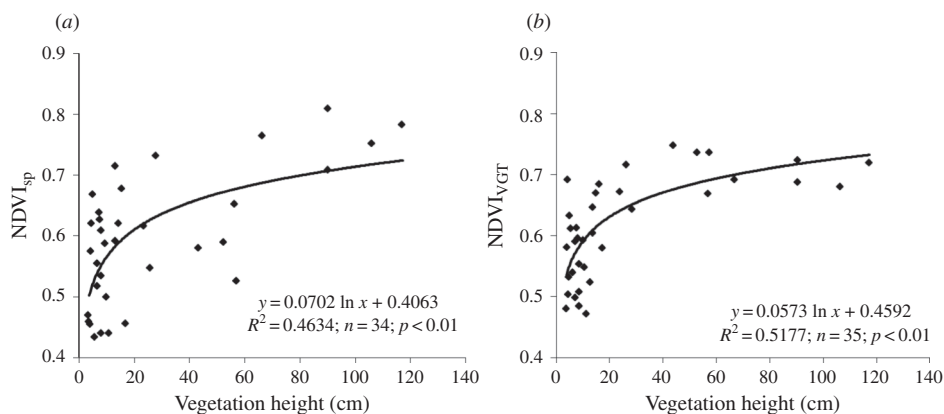 (a)
0.9
0.8
0.7
0.6
0.5
0.4
NDVIsp
y = 0.0702 ln x + 0.4063
R² = 0.4634; n = 34; p < 0.01
0 20 40 60 80 100 120 140
Vegetation height (cm)
(b)
0.9
0.8
0.7
0.6
0.5
0.4
NDVIVGT
y = 0.0573 ln x + 0.4592
R² = 0.5177; n = 35; p < 0.01
0 20 40 60 80 100 120 140
Vegetation height (cm)